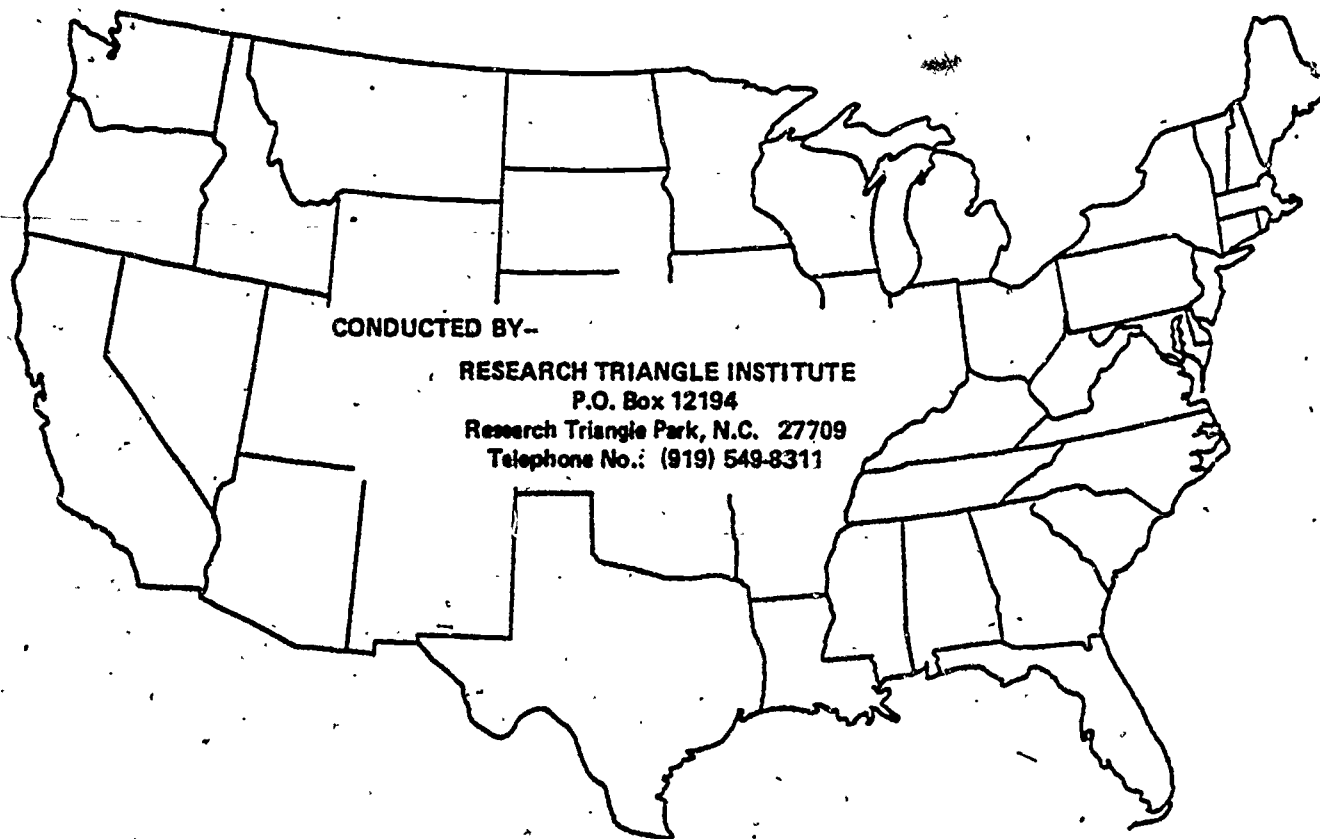 CONDUCTED BY--
RESEARCH TRIANGLE INSTITUTE
P.O. Box 12194
Research Triangle Park, N.C. 27709
Telephone No.: (919) 549-8311